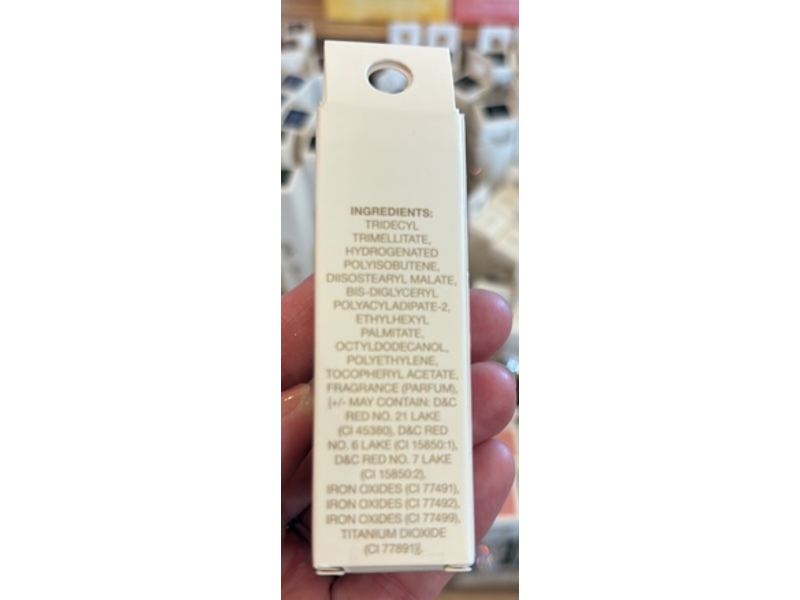 INGREDIENTS:
TRIDECYL
TRIMELLITATE,
HYDROGENATED
POLYISOBUTENE,
DIISOSTEARYL MALATE,
BIS-DIGLYCERYL
POLYACYLADIPATE-2,
ETHYLHEXYL
PALMITATE,
OCTYLDODECANOL,
POLYETHYLENE,
TOCOPHERYL ACETATE,
FRAGRANCE (PARFUM),
[+/- MAY CONTAIN: D&C
RED NO. 21 LAKE
(CI 45380), D&C RED
NO. 6 LAKE (CI 15850:1),
D&C RED NO. 7 LAKE
(CI 15850:2),
IRON OXIDES (CI 77491),
IRON OXIDES (CI 77492),
IRON OXIDES (CI 77499),
TITANIUM DIOXIDE
(CI 77891)].